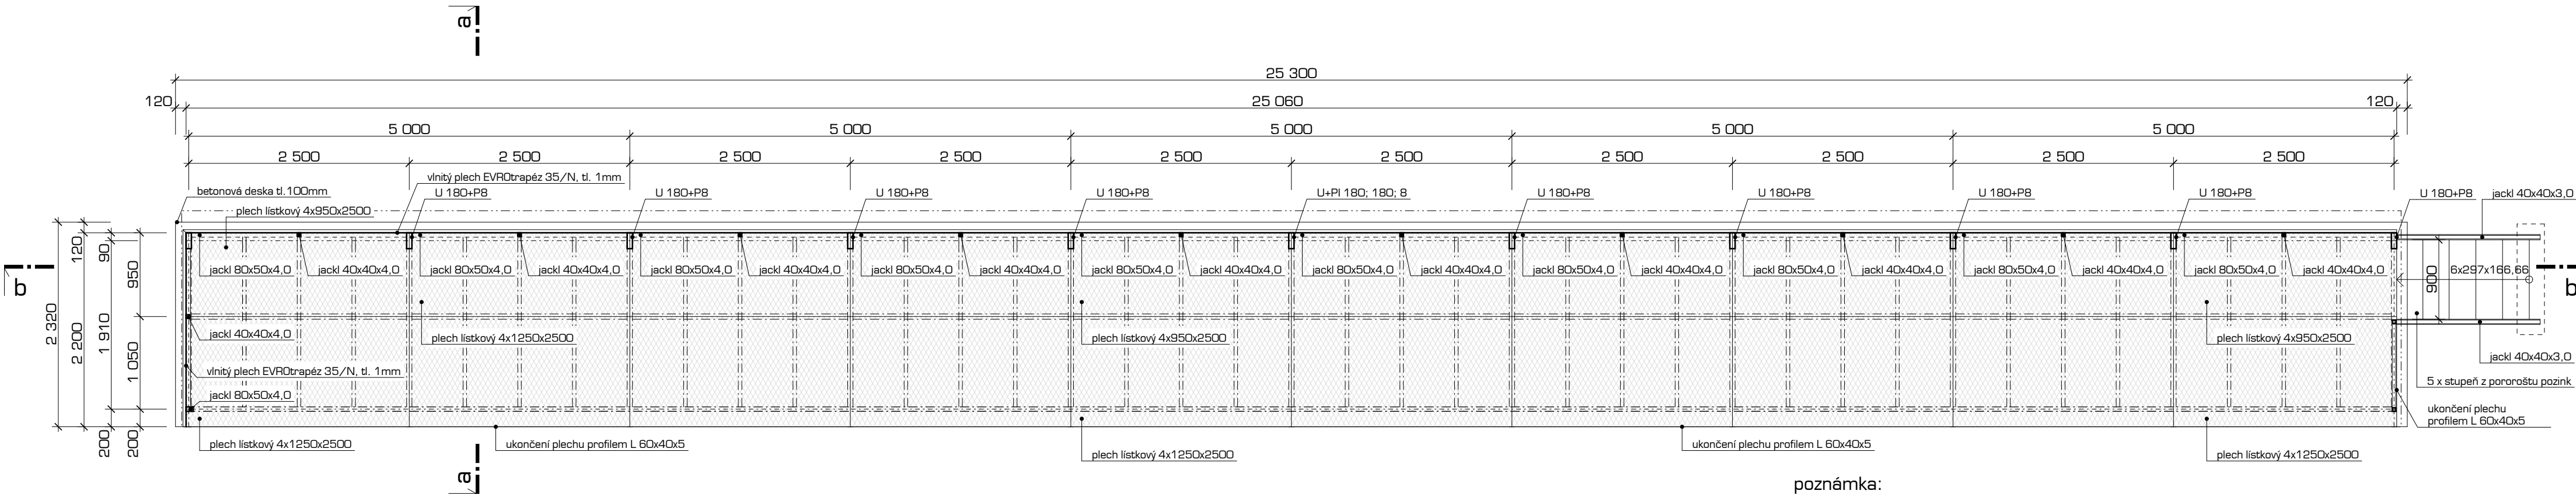 a
25 300
120
25 060
120
5 000
5 000
5 000
5 000
5 000
2 500
2 500
2 500
2 500
2 500
2 500
2 500
2 500
2 500
2 500
betonová deska tl.100mm
vlnitý plech EVROtrapéz 35/N, tl. 1mm
plech lístkový 4x950x2500
U 180+P8
U 180+P8
U 180+P8
U 180+P8
U+Pl 180; 180; 8
U 180+P8
U 180+P8
U 180+P8
U 180+P8
U 180+P8
jackl 40x40x3,0
2 320
120
2 200
200
90
1 910
950
1 050
200
b
jackl 80x50x4,0
jackl 40x40x4,0
jackl 80x50x4,0
jackl 40x40x4,0
jackl 80x50x4,0
jackl 40x40x4,0
jackl 80x50x4,0
jackl 40x40x4,0
jackl 80x50x4,0
jackl 40x40x4,0
jackl 80x50x4,0
jackl 40x40x4,0
jackl 80x50x4,0
jackl 40x40x4,0
jackl 80x50x4,0
jackl 40x40x4,0
jackl 80x50x4,0
jackl 40x40x4,0
jackl 80x50x4,0
jackl 40x40x4,0
900
6x297x166,66
b
jackl 40x40x4,0
plech lístkový 4x1250x2500
plech lístkový 4x950x2500
plech lístkový 4x950x2500
jackl 40x40x3,0
vlnitý plech EVROtrapéz 35/N, tl. 1mm
5 x stupeň z pororoštu pozink
jackl 80x50x4,0
ukončení plechu
profilem L 60x40x5
plech lístkový 4x1250x2500
ukončení plechu profilem L 60x40x5
plech lístkový 4x1250x2500
ukončení plechu profilem L 60x40x5
plech lístkový 4x1250x2500
a
poznámka: